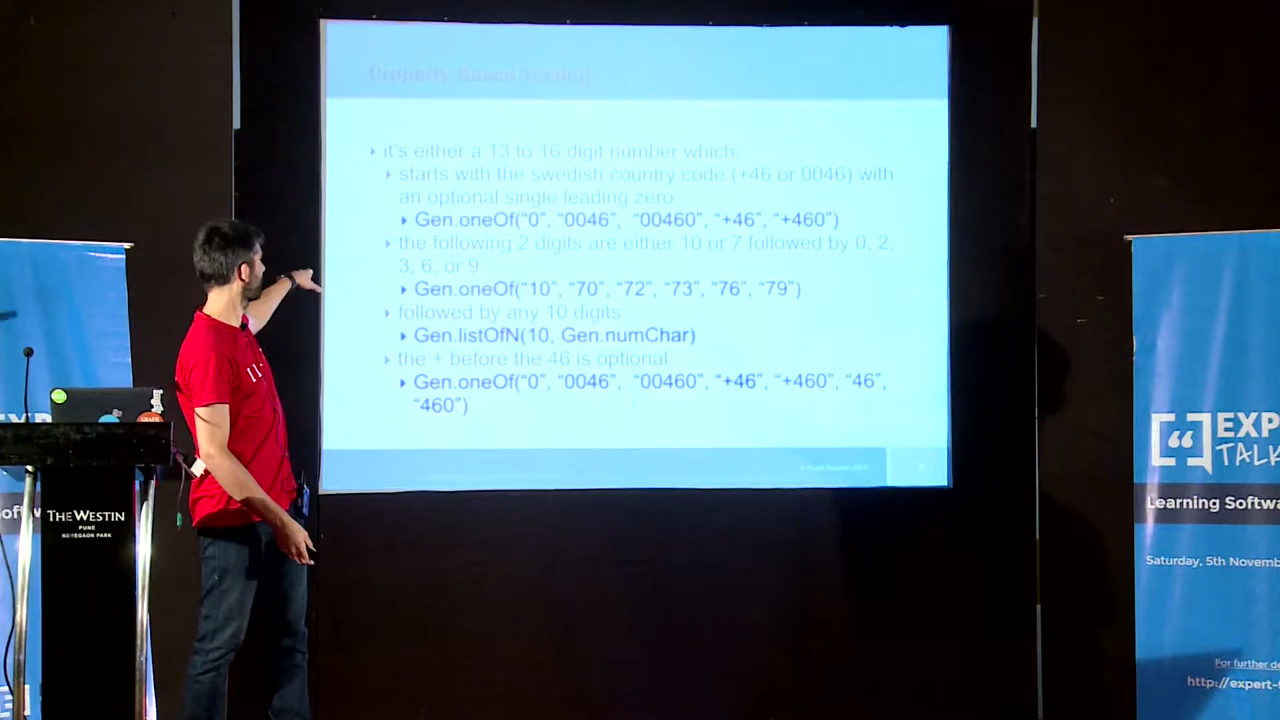 Property Based Testing
it's either a 13 to 16 digit number which:
starts with the swedish country code (+46 or 0046) with
an optional single leading zero
Gen.oneOf("0", "0046", "00460", "+46", "+460")
the following 2 digits are either 10 or 7 followed by 0, 2,
3, 6, or 9
Gen.oneOf("10", "70", "72", "73", "76", "79")
followed by any 10 digits
Gen.listOfN(10, Gen.numChar)
the + before the 46 is optional
Gen.oneOf("0", "0046", "00460", "+46", "+460", "46",
"460")
THE WESTIN
PUNE
KOREGAON PARK
EXP
TALK
Learning Softwa
Saturday, 5th Novemb
For further de
http://expert-t